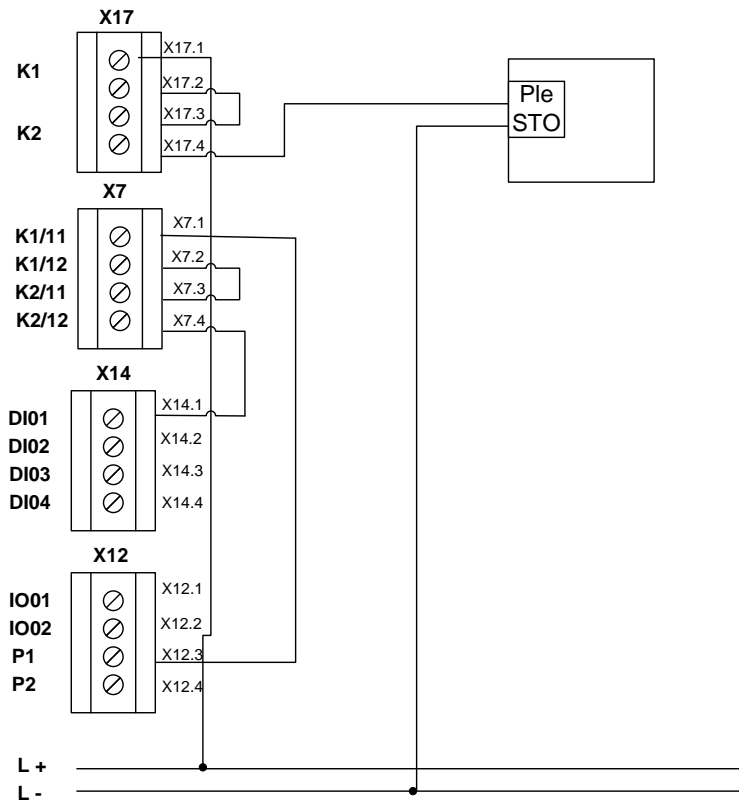 X17
X17.1
K1
X17.2
X17.3
K2
X17.4
Ple
STO
X7
K1/11
X7.1
K1/12
X7.2
K2/11
X7.3
K2/12
X7.4
X14
DI01
X14.1
DI02
X14.2
DI03
X14.3
DI04
X14.4
X12
IO01
X12.1
IO02
X12.2
P1
X12.3
P2
X12.4
L +
L -